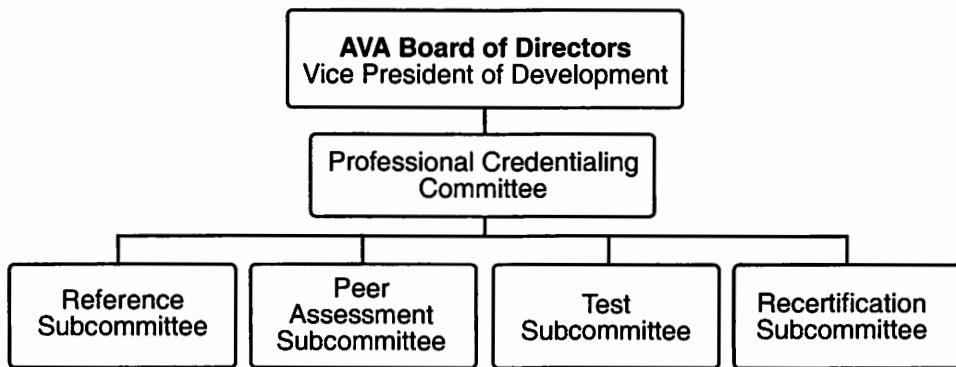 AVA Board of Directors
Vice President of Development
Professional Credentialing
Committee
Reference
Subcommittee
Peer
Assessment
Subcommittee
Test
Subcommittee
Recertification
Subcommittee